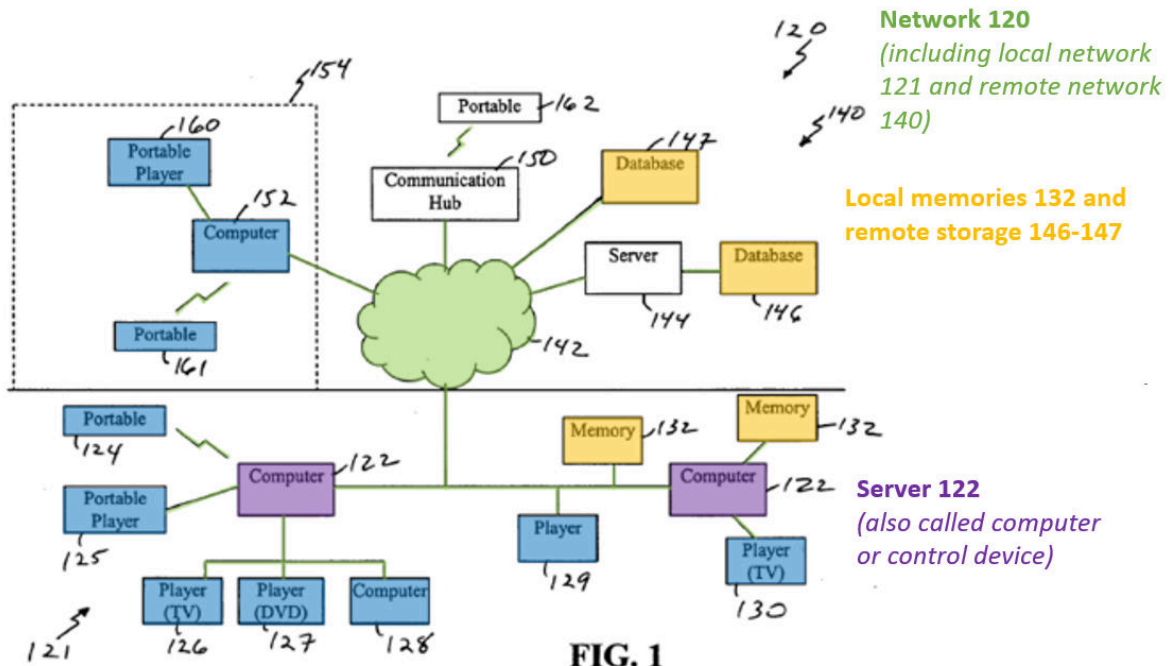 Network 120
(including local network
121 and remote network
140)
120
140
154
160
Portable
Player
152
Computer
Portable
161
Portable
162
150
Communication
Hub
147
Database
Server
144
Database
146
142
Local memories 132 and
remote storage 146-147
Portable
124
Portable
Player
125
Computer
122
Memory
132
Memory
132
Computer
122
Player
129
Player
(TV)
130
Server 122
(also called computer
or control device)
Player
(TV)
126
Player
(DVD)
127
Computer
128
121
FIG. 1